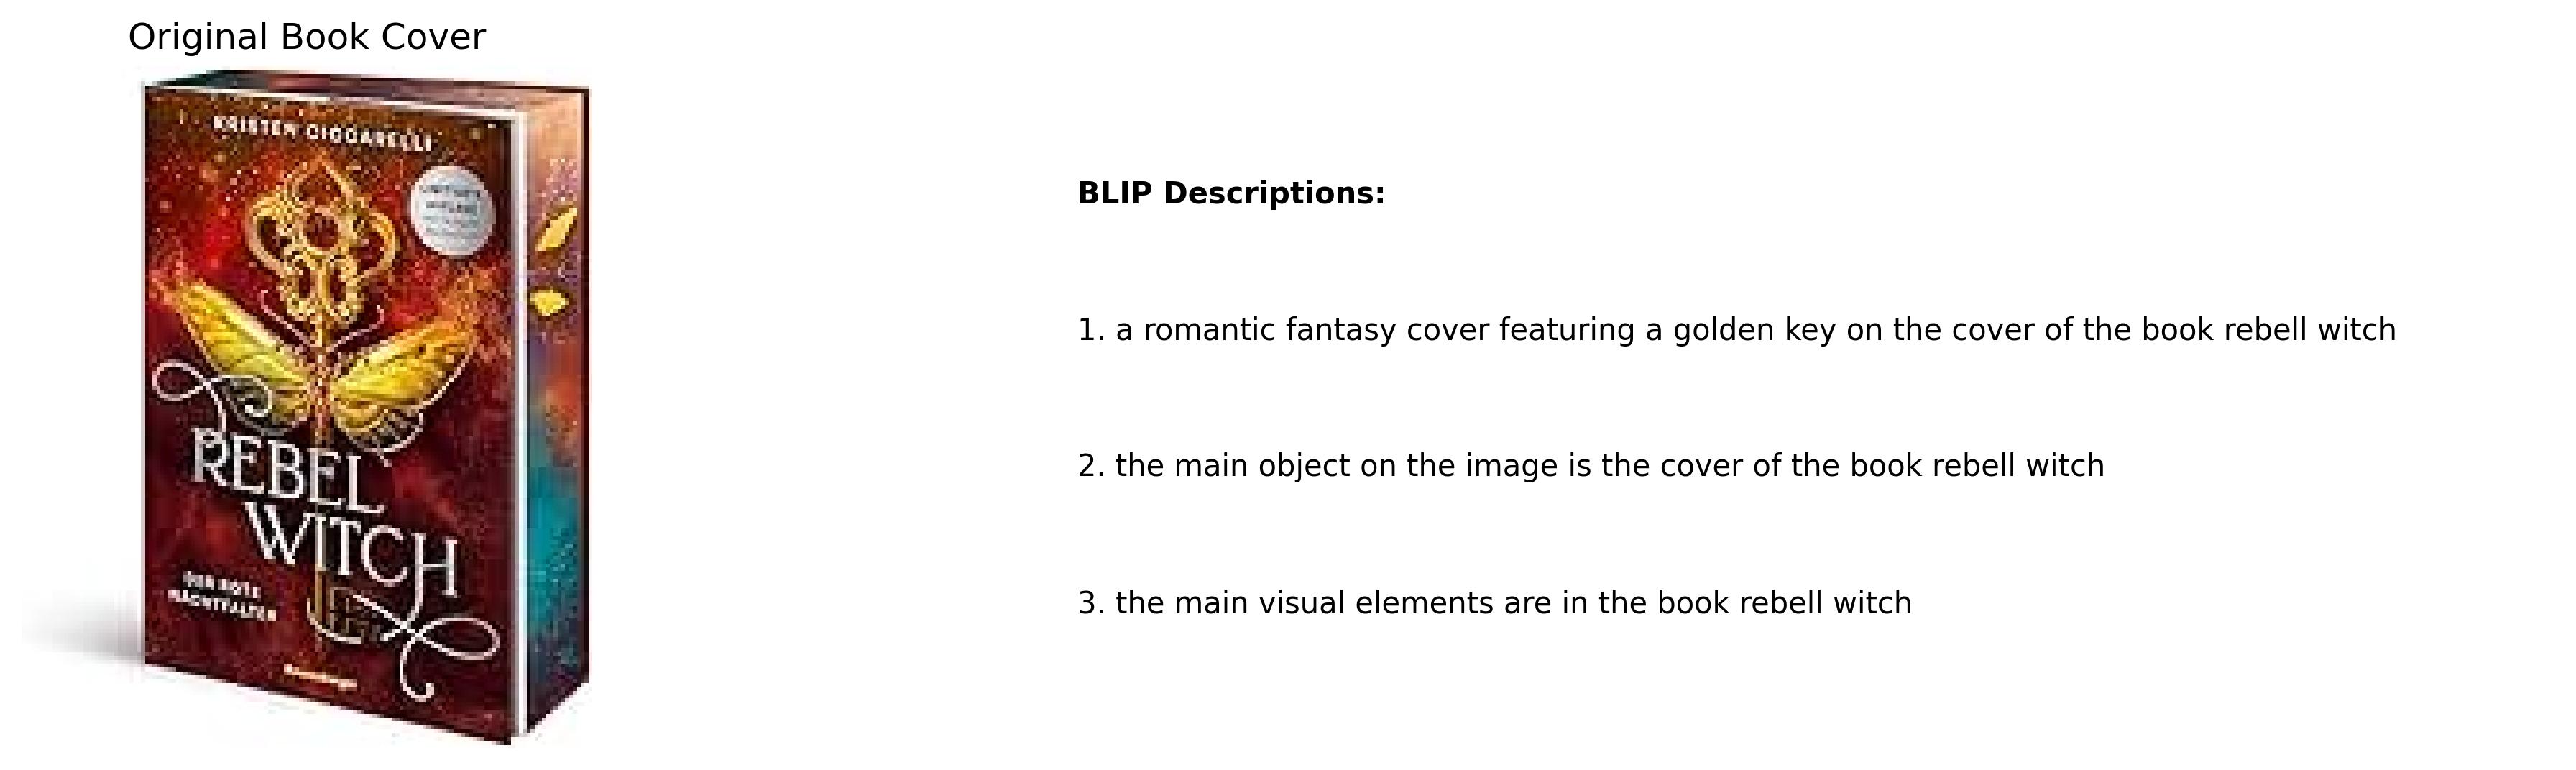 Original Book Cover
KRISTEN CICCARELLI
REBEL
WITCH
DER ROTE
NACHTFALTER
BLIP Descriptions:
1. a romantic fantasy cover featuring a golden key on the cover of the book rebell witch
2. the main object on the image is the cover of the book rebell witch
3. the main visual elements are in the book rebell witch